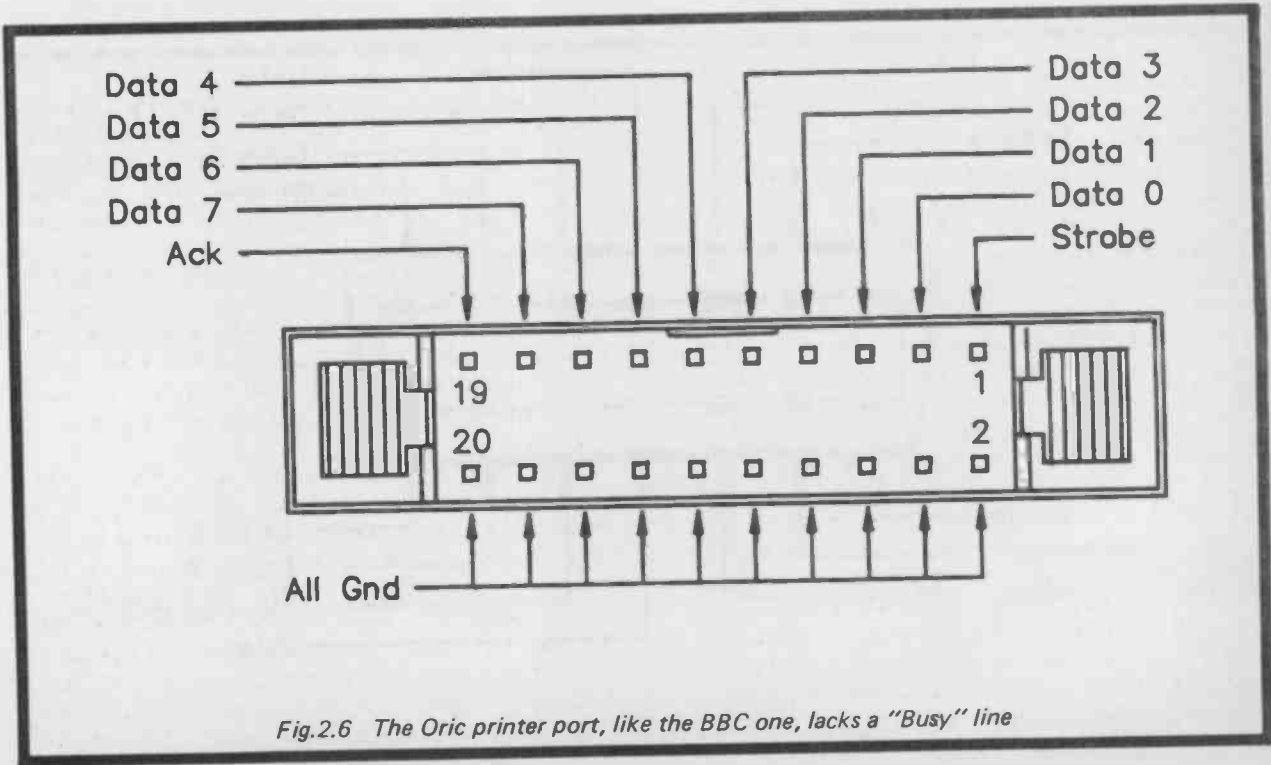 Data 4
Data 5
Data 6
Data 7
Ack
Data 3
Data 2
Data 1
Data 0
Strobe
19
1
20
2
All Gnd
Fig.2.6 The Oric printer port, like the BBC one, lacks a "Busy" line